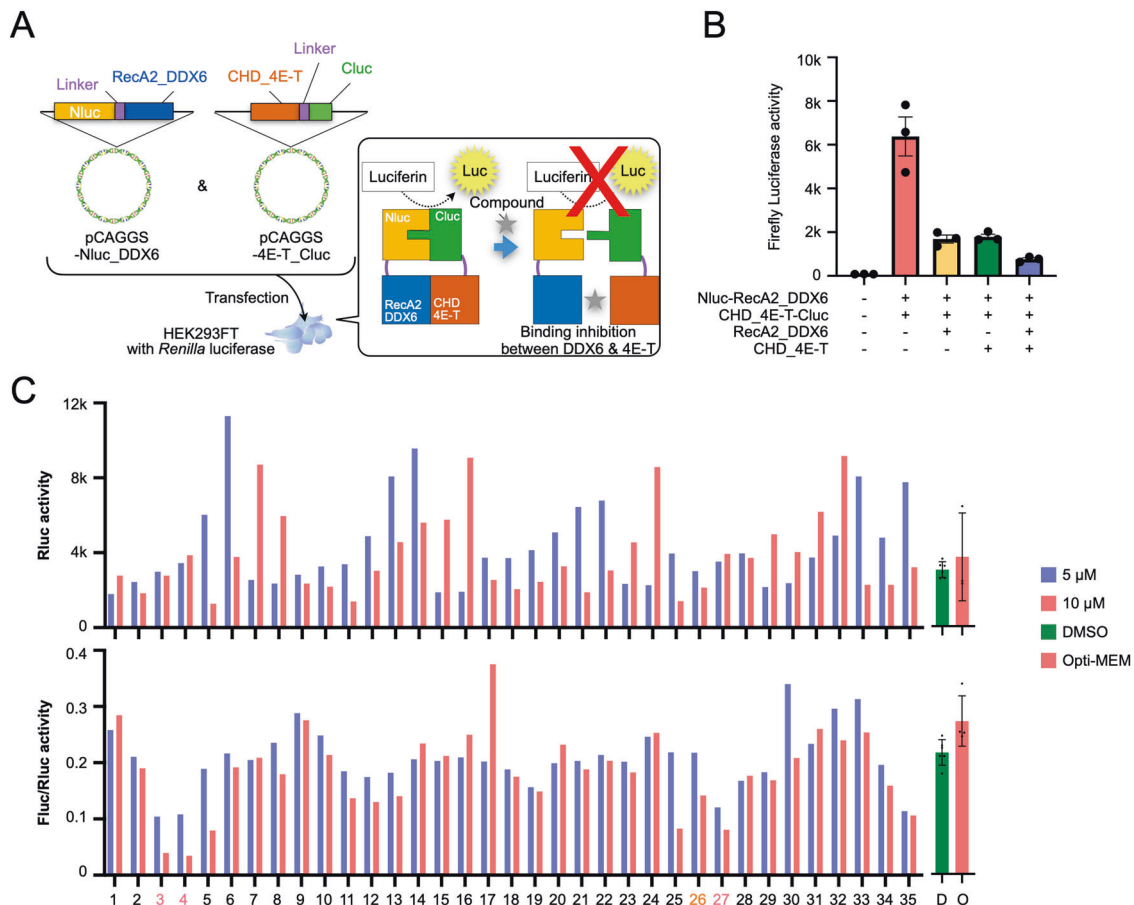 A
Linker
Linker
RecA2_DDX6
CHD_4E-T
Cluc
Nluc
&
pCAGGS
-Nluc_DDX6
pCAGGS
-4E-T_Cluc
Transfection
HEK293FT
with Renilla luciferase
Luciferin
Luc
Compound
Luciferin
Luc
Nluc
Cluc
RecA2
DDX6
CHD
4E-T
Binding inhibition
between DDX6 & 4E-T
B
Firefly Luciferase activity
10k
8k
6k
4k
2k
0
Nluc-RecA2_DDX6 - + + + +
CHD_4E-T-Cluc - + + + +
RecA2_DDX6 - - + - +
CHD_4E-T - - - + +
C
Rluc activity
12k
8k
4k
0
Fluc/Rluc activity
0.4
0.3
0.2
0.1
0
1 2 3 4 5 6 7 8 9 10 11 12 13 14 15 16 17 18 19 20 21 22 23 24 25 26 27 28 29 30 31 32 33 34 35 D O
5 μM
10 μM
DMSO
Opti-MEM